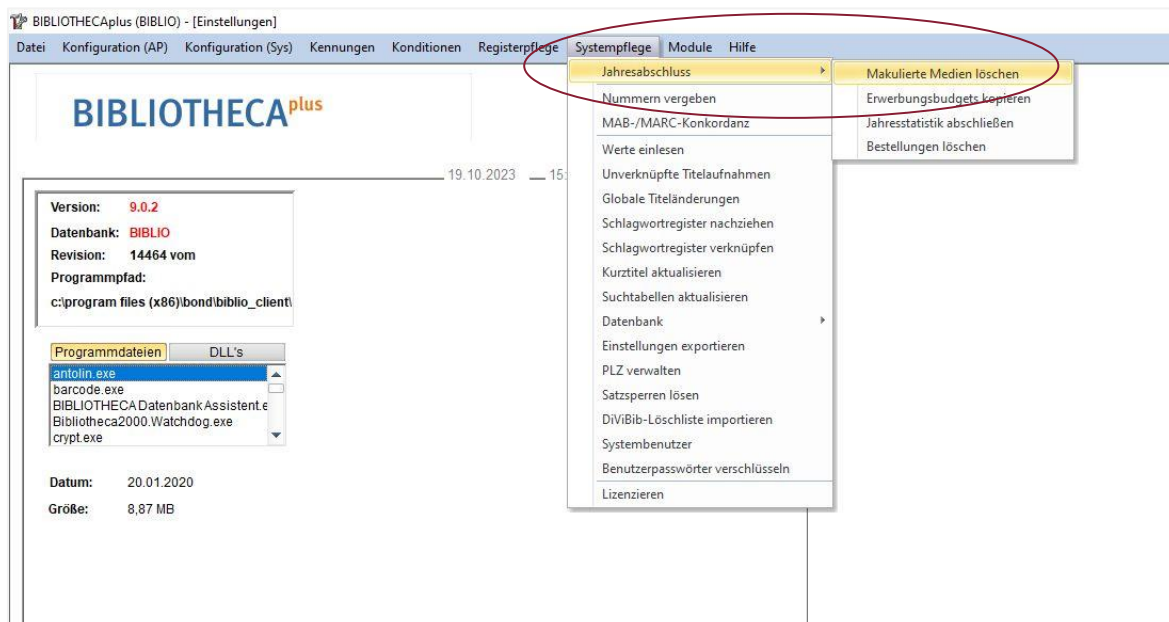 BIBLIOTHECAplus (BIBLIO) - [Einstellungen]
Datei Konfiguration (AP) Konfiguration (Sys) Kennungen Konditionen Registerpflege Systempflege Module Hilfe
BIBLIOTHECAplus
19.10.2023 15:
Version: 9.0.2
Datenbank: BIBLIO
Revision: 14464 vom
Programmpfad:
c:\program files (x86)\bond\biblio_client\
Programmdateien DLL's
antolin.exe
barcode.exe
BIBLIOTHECA Datenbank Assistent.e
Bibliotheca2000.Watchdog.exe
crypt.exe
Datum: 20.01.2020
Größe: 8,87 MB
Jahresabschluss
Nummern vergeben
MAB-/MARC-Konkordanz
Werte einlesen
Unverknüpfte Titelaufnahmen
Globale Titeländerungen
Schlagwortregister nachziehen
Schlagwortregister verknüpfen
Kurztitel aktualisieren
Suchtabellen aktualisieren
Datenbank
Einstellungen exportieren
PLZ verwalten
Satzsperren lösen
DiViBib-Löschliste importieren
Systembenutzer
Benutzerpasswörter verschlüsseln
Lizenzieren
Makulierte Medien löschen
Erwerbungsbudgets kopieren
Jahresstatistik abschließen
Bestellungen löschen